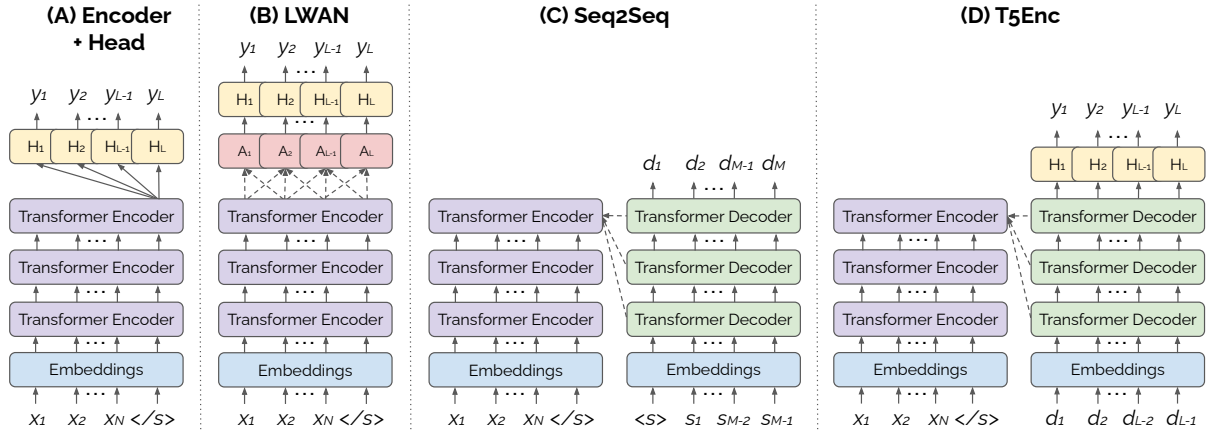 (A) Encoder
+ Head
y1 y2 ... yL-1 yL
H1 H2 HL-1 HL
Transformer Encoder
...
Transformer Encoder
...
Transformer Encoder
...
Embeddings
...
x1 x2 xN </s>
(B) LWAN
y1 y2 yL-1 yL
...
H1 H2 HL-1 HL
...
A1 A2 AL-1 AL
Transformer Encoder
...
Transformer Encoder
...
Transformer Encoder
...
Embeddings
...
x1 x2 xN </s>
(C) Seq2Seq
Transformer Encoder
...
Transformer Encoder
...
Transformer Encoder
...
Embeddings
...
x1 x2 xN </s>
d1 d2 dM-1 dM
...
Transformer Decoder
...
Transformer Decoder
...
Transformer Decoder
...
Embeddings
...
<s> s1 sM-2 sM-1
(D) T5Enc
Transformer Encoder
...
Transformer Encoder
...
Transformer Encoder
...
Embeddings
...
x1 x2 xN </s>
y1 y2 yL-1 yL
...
H1 H2 HL-1 HL
...
Transformer Decoder
...
Transformer Decoder
...
Transformer Decoder
...
Embeddings
...
d1 d2 dL-2 dL-1